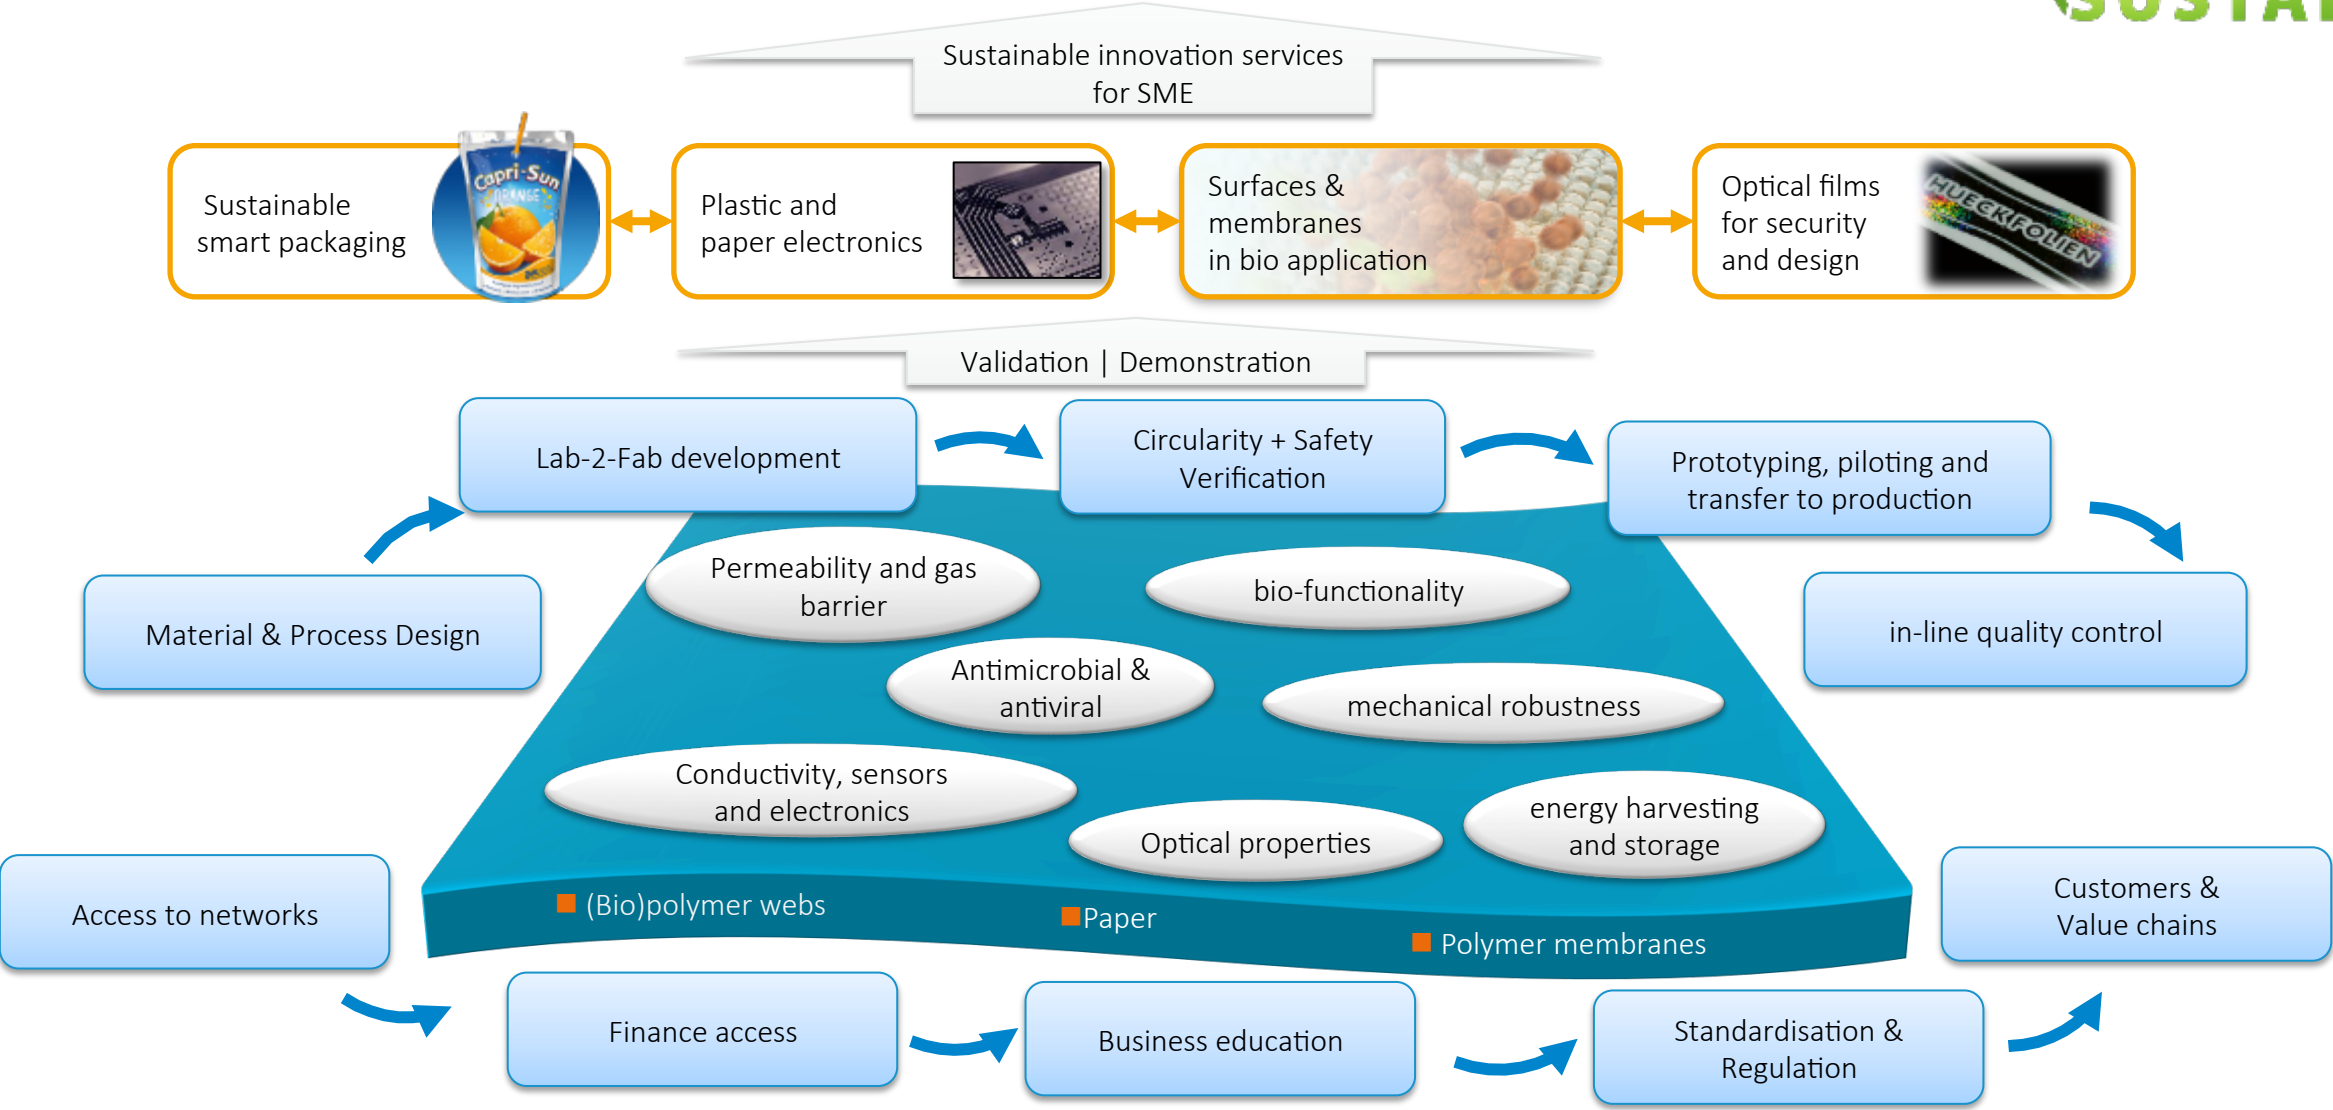 SUSTAI
Sustainable innovation services
for SME
Sustainable
smart packaging
Capri-Sun
ORANGE
Plastic and
paper electronics
Surfaces &
membranes
in bio application
Optical films
for security
and design
HUECKFOLIEN
Validation | Demonstration
Lab-2-Fab development
Circularity + Safety
Verification
Prototyping, piloting and
transfer to production
Material & Process Design
in-line quality control
Permeability and gas
barrier
bio-functionality
Antimicrobial &
antiviral
mechanical robustness
Conductivity, sensors
and electronics
Optical properties
energy harvesting
and storage
(Bio)polymer webs
Paper
Polymer membranes
Access to networks
Finance access
Business education
Standardisation &
Regulation
Customers &
Value chains